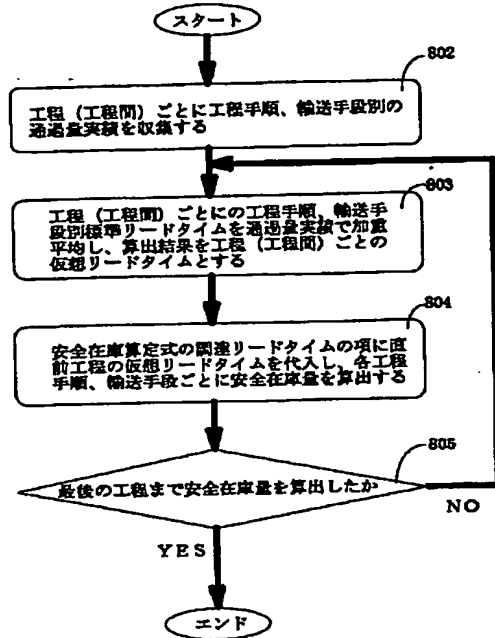 スタート
802
工程（工程間）ごとに工程手順、輸送手段別の
通過量実績を収集する
803
工程（工程間）ごとにの工程手順、輸送手
段別標準リードタイムを通過量実績で加重
平均し、算出結果を工程（工程間）ごとの
仮想リードタイムとする
804
安全在庫算定式の調達リードタイムの項に直
前工程の仮想リードタイムを代入し、各工程
手順、輸送手段ごとに安全在庫量を算出する
805
最後の工程まで安全在庫量を算出したか
NO
YES
エンド